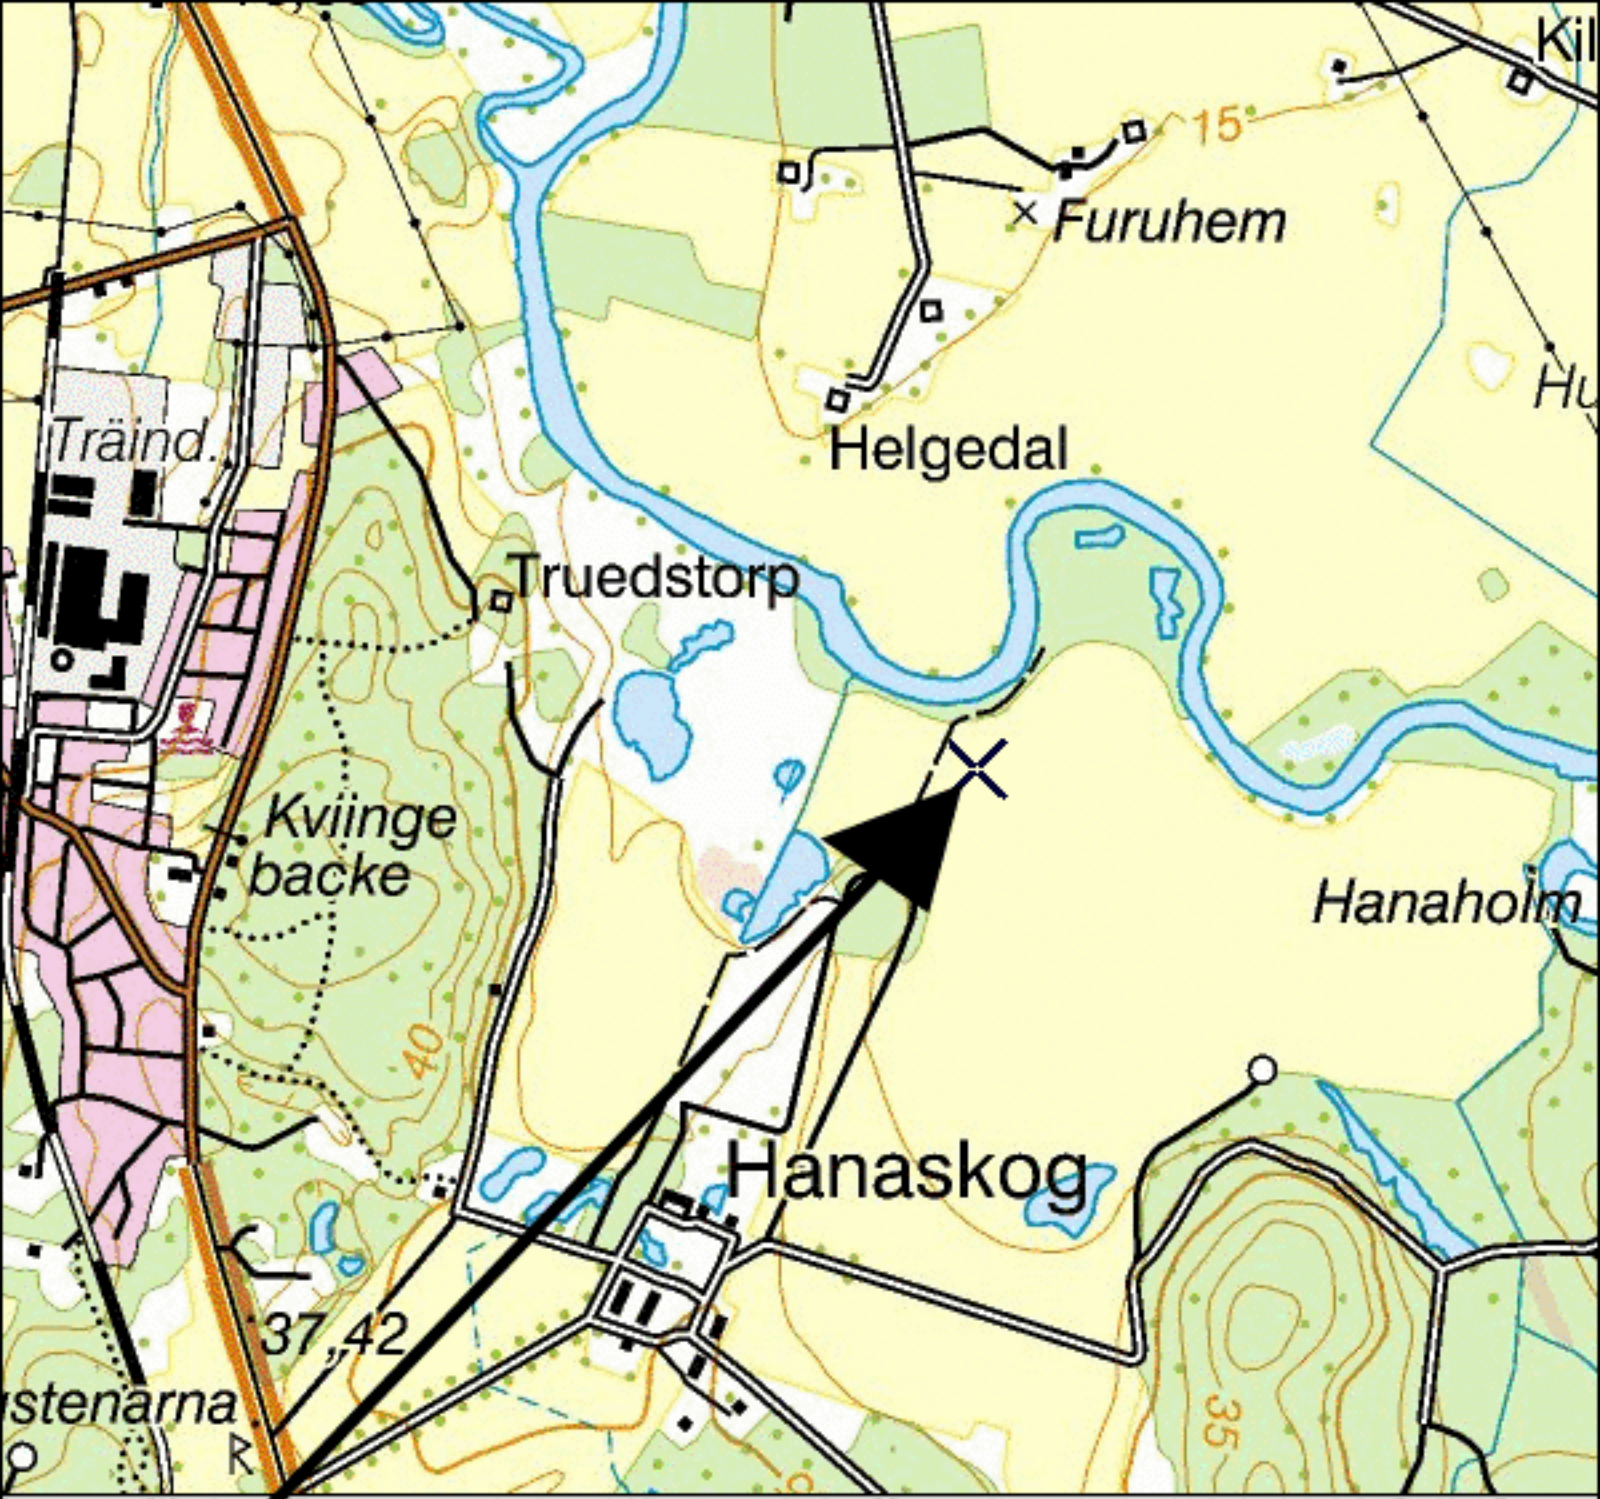 Kil
15
Furuhem
Hu
Träind.
Helgedal
Truedstorp
Kviinge
backe
Hanaholm
40
Hanaskog
37,42
stenarna
R
35